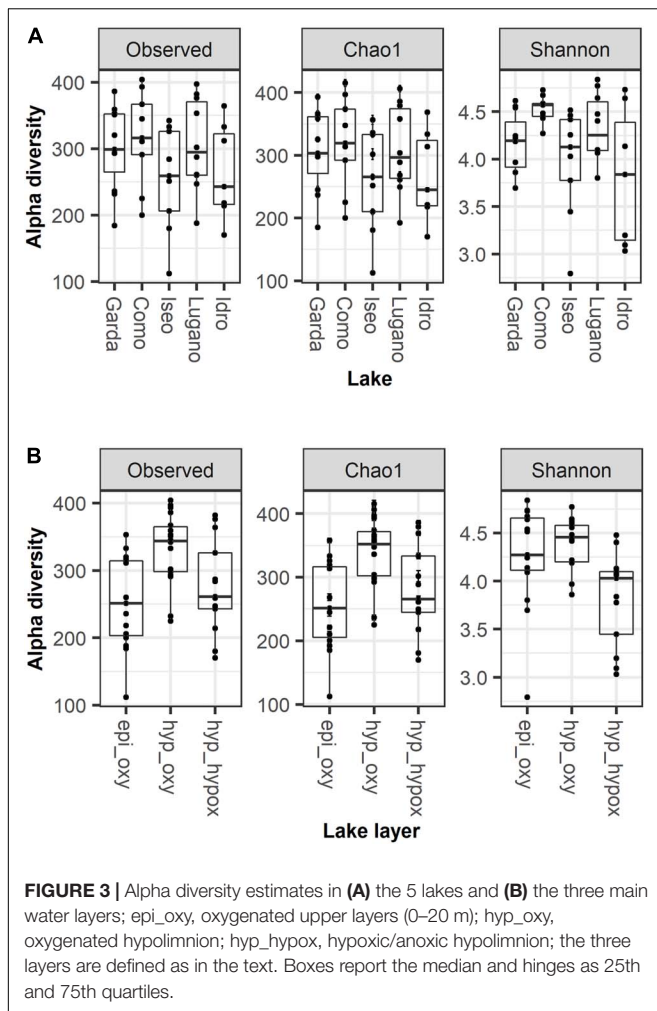 A
Observed
Chao1
Shannon
Alpha diversity
400
300
200
100
400
300
200
100
4.5
4.0
3.5
3.0
Garda
Como
Iseo
Lugano
Idro
Garda
Como
Iseo
Lugano
Idro
Garda
Como
Iseo
Lugano
Idro
Lake
B
Observed
Chao1
Shannon
Alpha diversity
400
300
200
100
400
300
200
100
4.5
4.0
3.5
3.0
epi_oxy
hyp_oxy
hyp_hypox
epi_oxy
hyp_oxy
hyp_hypox
epi_oxy
hyp_oxy
hyp_hypox
Lake layer
FIGURE 3 | Alpha diversity estimates in (A) the 5 lakes and (B) the three main
water layers; epi_oxy, oxygenated upper layers (0–20 m); hyp_oxy,
oxygenated hypolimnion; hyp_hypox, hypoxic/anoxic hypolimnion; the three
layers are defined as in the text. Boxes report the median and hinges as 25th
and 75th quartiles.